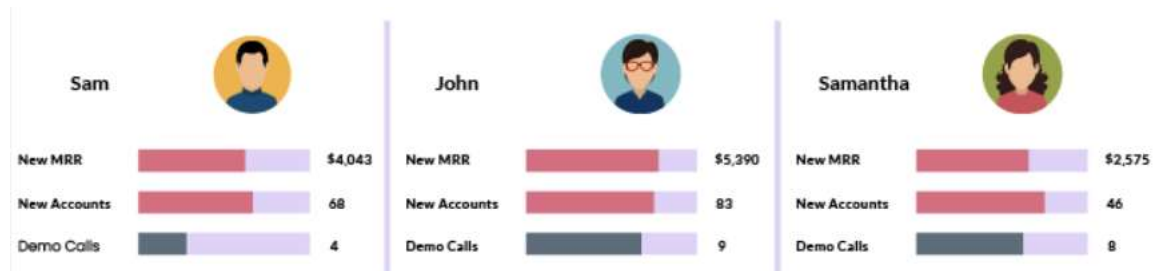 Sam
New MRR $4,043
New Accounts 68
Demo Calls 4
John
New MRR $5,390
New Accounts 83
Demo Calls 9
Samantha
New MRR $2,575
New Accounts 46
Demo Calls 8